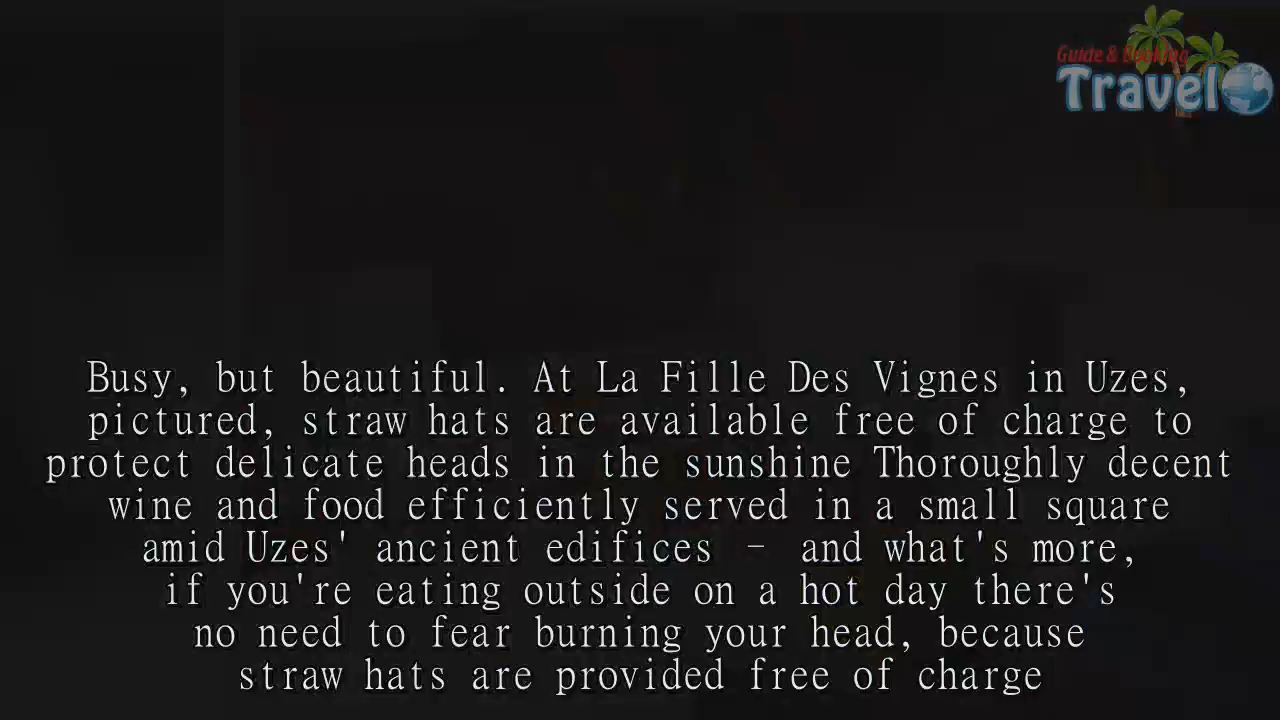 Guide & Booking
Travel
Busy, but beautiful. At La Fille Des Vignes in Uzes,
pictured, straw hats are available free of charge to
protect delicate heads in the sunshine Thoroughly decent
wine and food efficiently served in a small square
amid Uzes' ancient edifices - and what's more,
if you're eating outside on a hot day there's
no need to fear burning your head, because
straw hats are provided free of charge